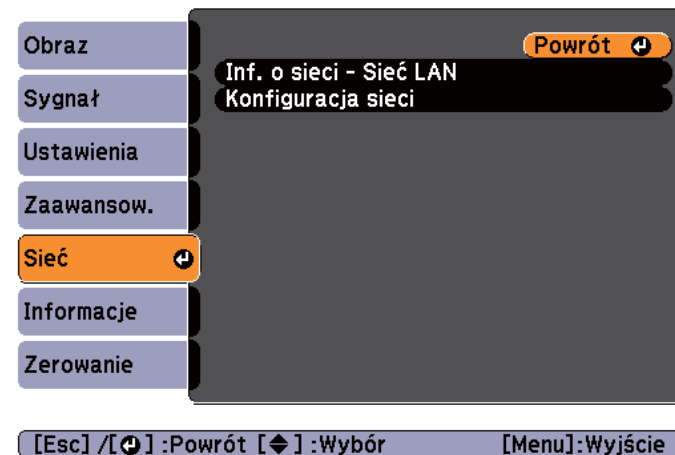 Obraz
Sygnał
Ustawienia
Zaawansow.
Sieć
Informacje
Zerowanie
Powrót
Inf. o sieci - Sieć LAN
Konfiguracja sieci
[Esc] /[⏎] :Powrót [◆] :Wybór [Menu]:Wyjście